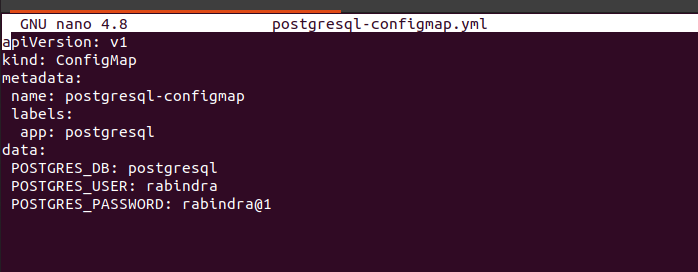 GNU nano 4.8 postgresql-configmap.yml
apiVersion: v1
kind: ConfigMap
metadata:
 name: postgresql-configmap
 labels:
  app: postgresql
data:
 POSTGRES_DB: postgresql
 POSTGRES_USER: rabindra
 POSTGRES_PASSWORD: rabindra@1